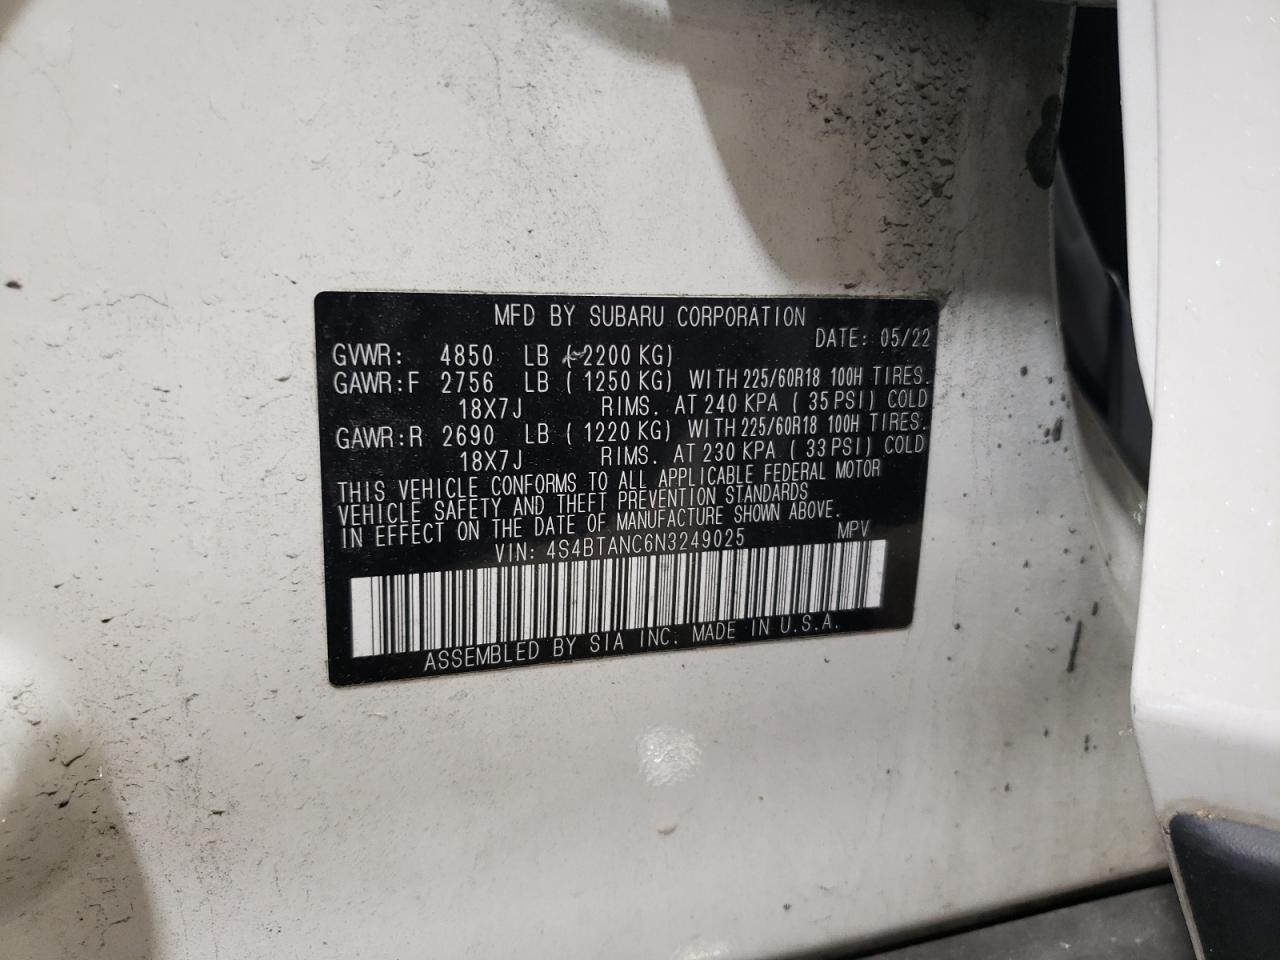 MFD BY SUBARU CORPORATION
DATE: 05/22
GVWR: 4850 LB ( 2200 KG)
GAWR:F 2756 LB ( 1250 KG) WITH 225/60R18 100H TIRES.
18X7J RIMS. AT 240 KPA ( 35 PSI) COLD
GAWR:R 2690 LB ( 1220 KG) WITH 225/60R18 100H TIRES.
18X7J RIMS. AT 230 KPA ( 33 PSI) COLD
THIS VEHICLE CONFORMS TO ALL APPLICABLE FEDERAL MOTOR
VEHICLE SAFETY AND THEFT PREVENTION STANDARDS
IN EFFECT ON THE DATE OF MANUFACTURE SHOWN ABOVE.
VIN: 4S4BTANC6N3249025 MPV
ASSEMBLED BY SIA INC. MADE IN U.S.A.